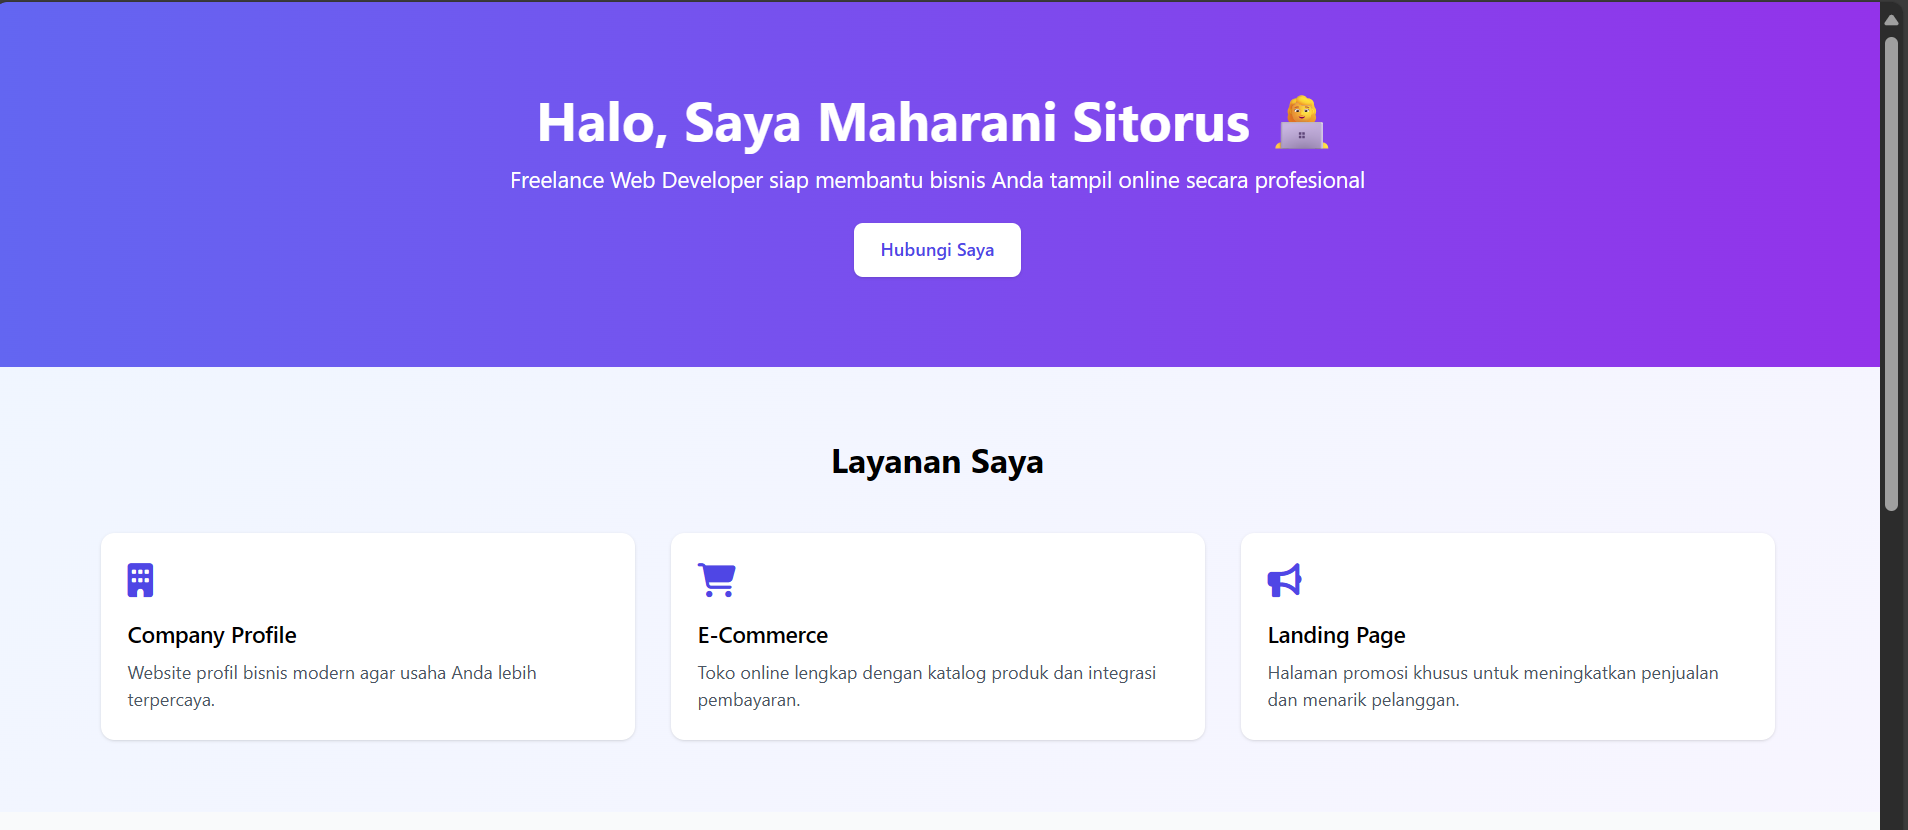 Halo, Saya Maharani Sitorus
Freelance Web Developer siap membantu bisnis Anda tampil online secara profesional
Hubungi Saya
Layanan Saya
Company Profile
Website profil bisnis modern agar usaha Anda lebih
terpercaya.
E-Commerce
Toko online lengkap dengan katalog produk dan integrasi
pembayaran.
Landing Page
Halaman promosi khusus untuk meningkatkan penjualan
dan menarik pelanggan.